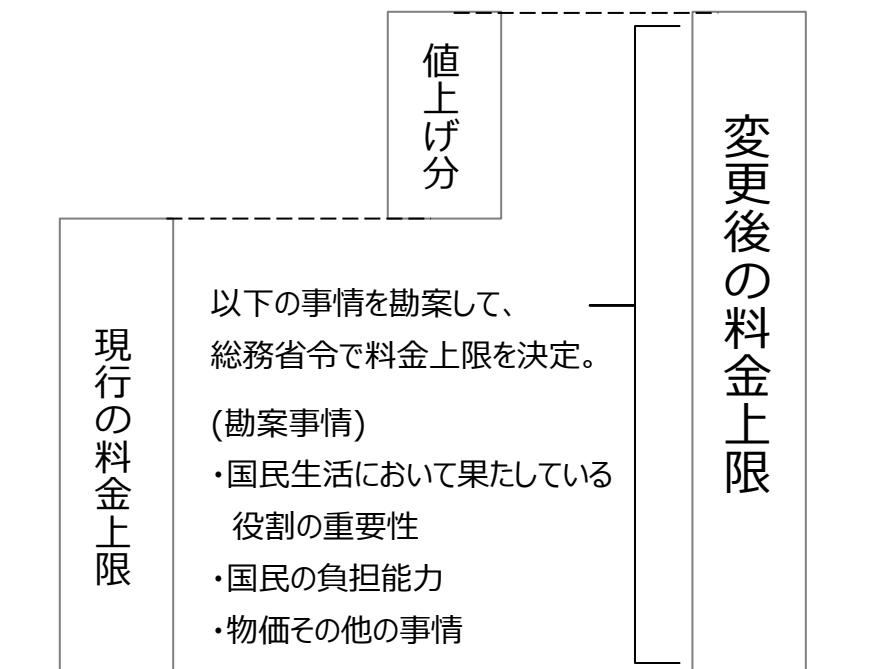 値上げ分
変更後の料金上限
現行の料金上限
以下の事情を勘案して、
総務省令で料金上限を決定。
(勘案事情)
・国民生活において果たしている
役割の重要性
・国民の負担能力
・物価その他の事情